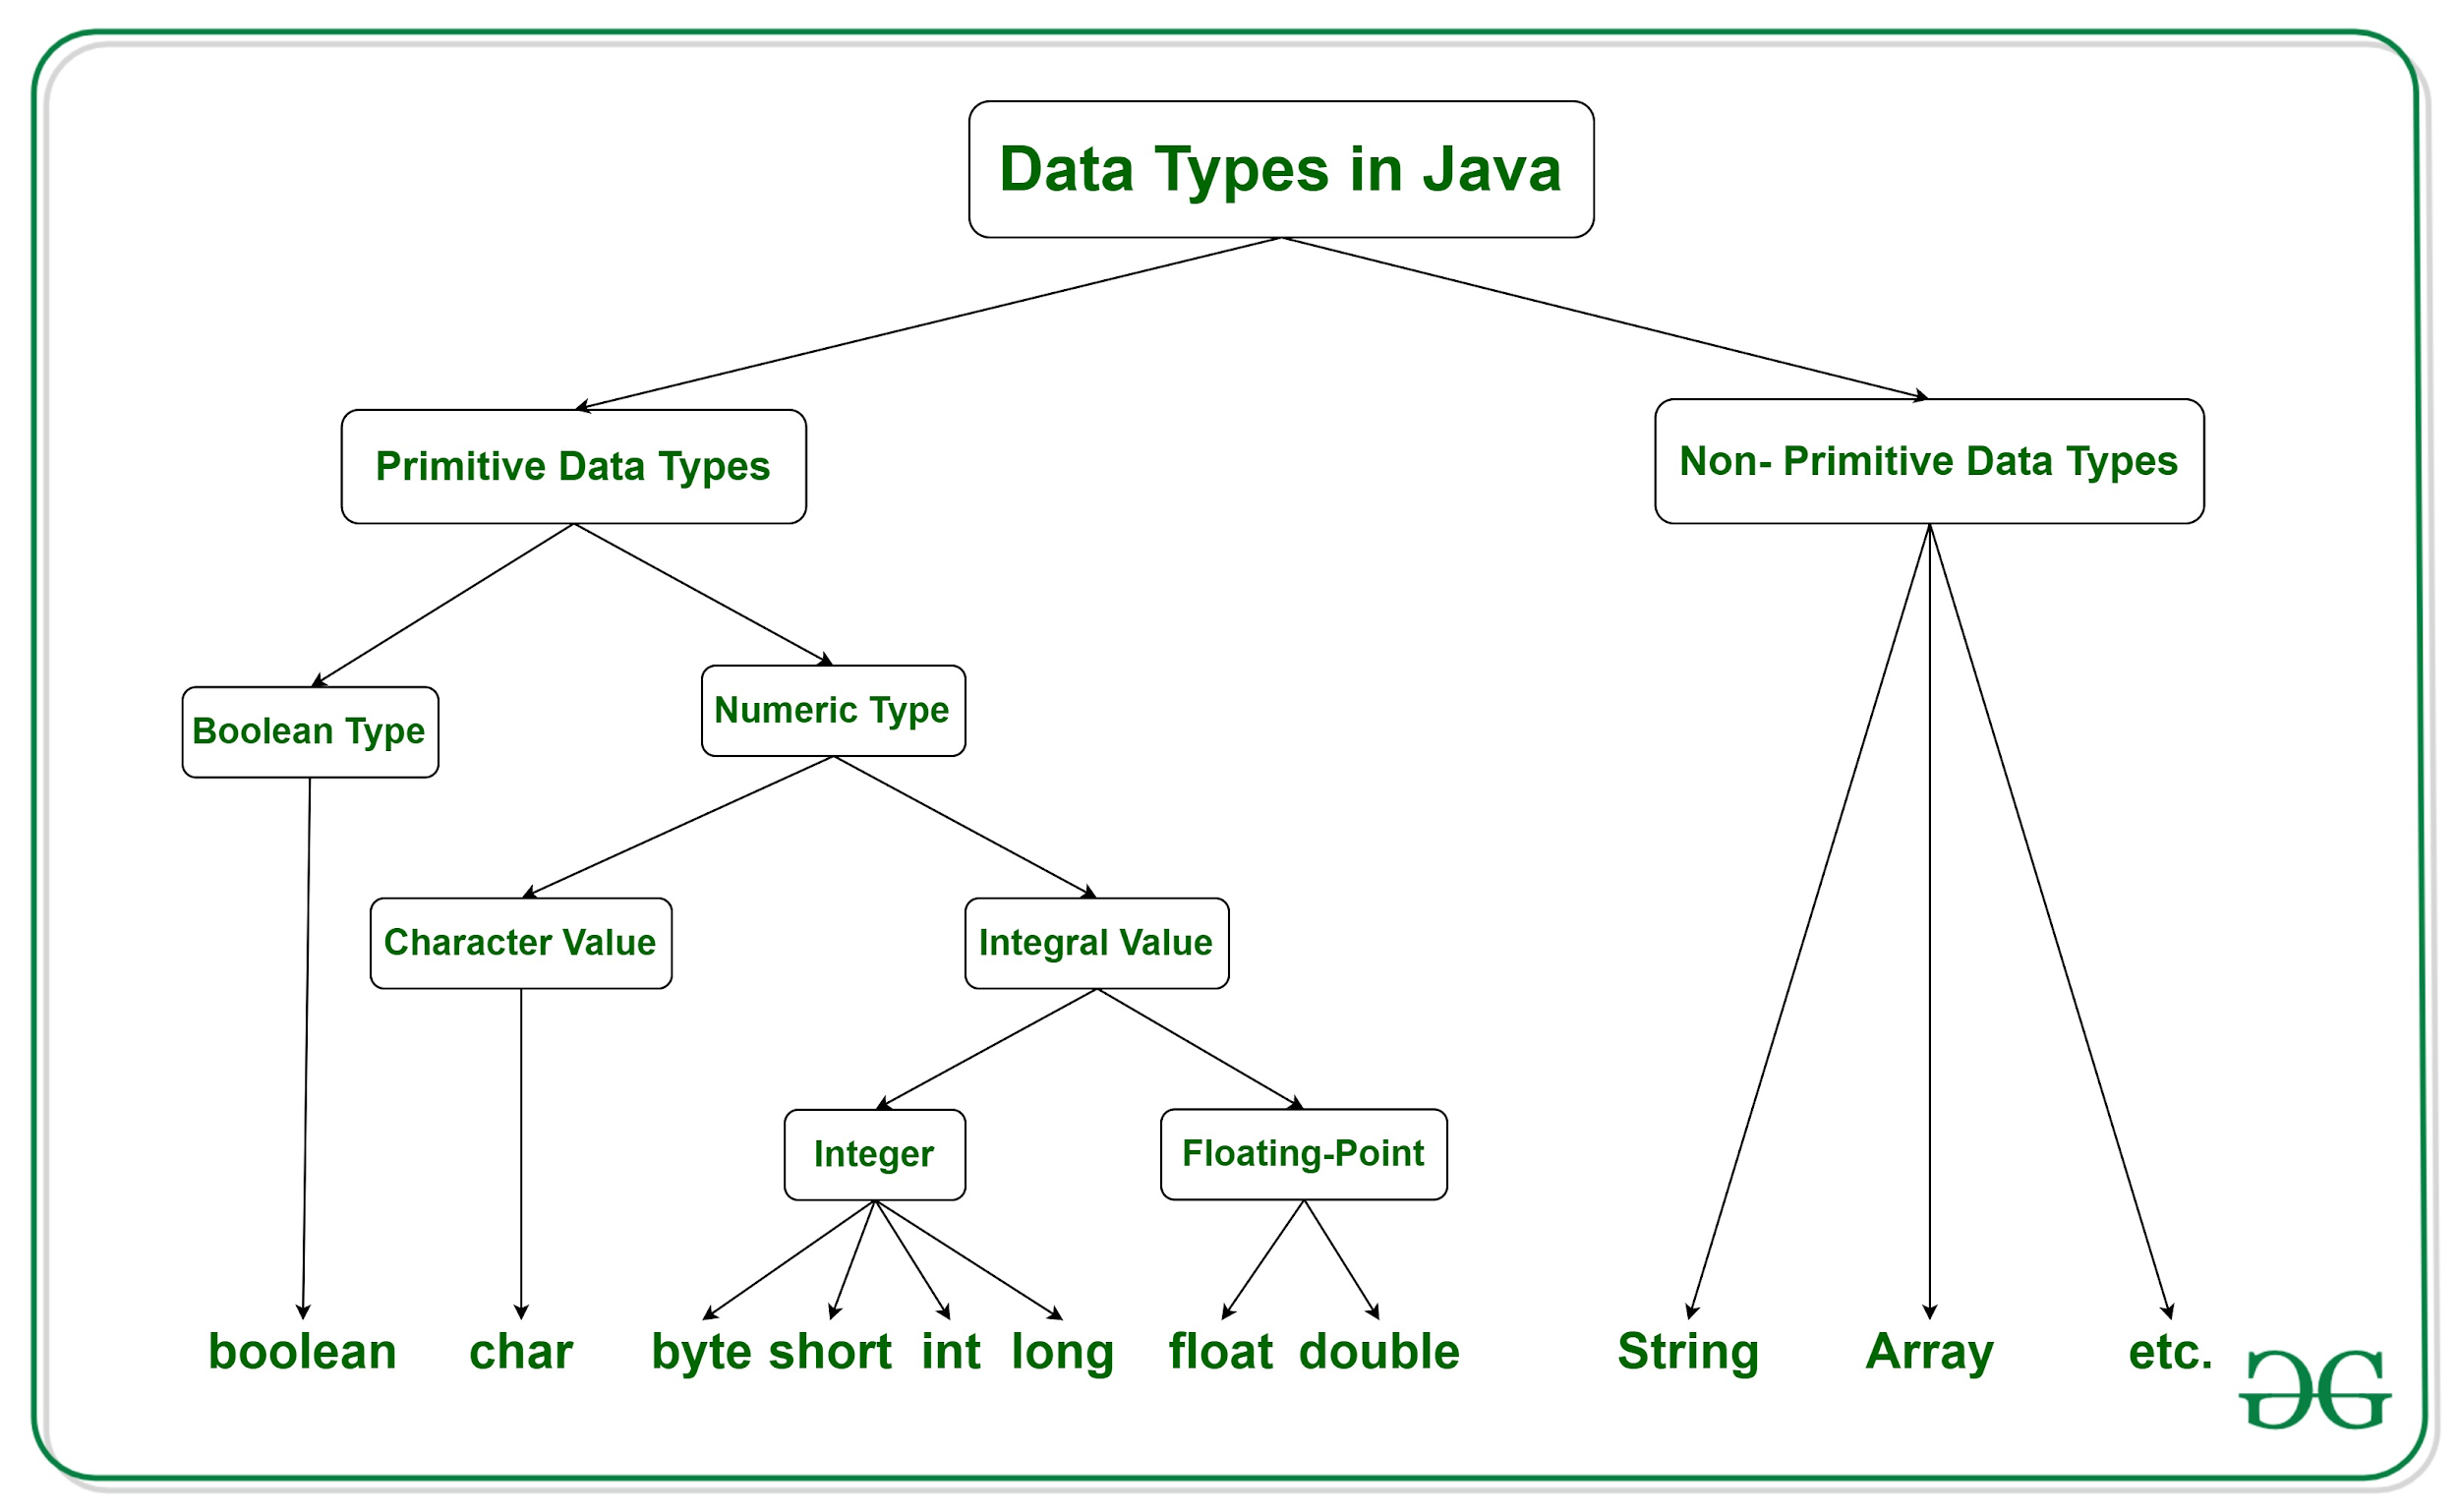 Data Types in Java
Primitive Data Types
Non- Primitive Data Types
Boolean Type
Numeric Type
Character Value
Integral Value
Integer
Floating-Point
boolean
char
byte
short
int
long
float
double
String
Array
etc.